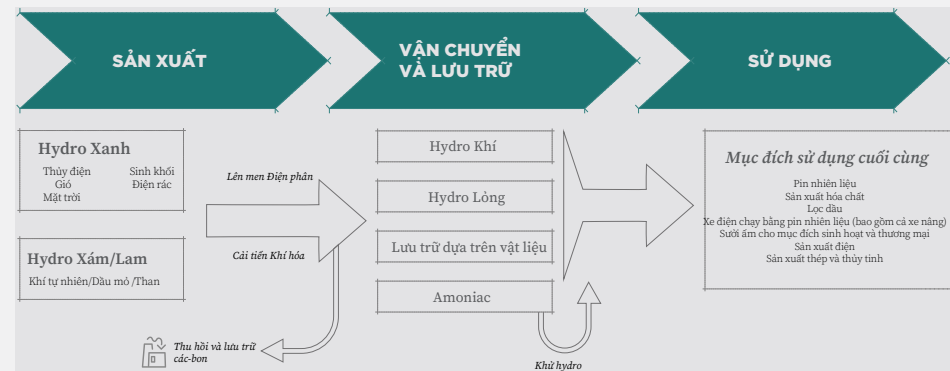 SẢN XUẤT
VẬN CHUYỂN
VÀ LƯU TRỮ
SỬ DỤNG
Hydro Xanh
Thủy điện Sinh khối
Gió Điện rác
Mặt trời
Hydro Xám/Lam
Khí tự nhiên/Dầu mỏ /Than
Lên men Điện phân
Cải tiến Khí hóa
Thu hồi và lưu trữ
các-bon
Hydro Khí
Hydro Lỏng
Lưu trữ dựa trên vật liệu
Amoniac
Khử hydro
Mục đích sử dụng cuối cùng
Pin nhiên liệu
Sản xuất hóa chất
Lọc dầu
Xe điện chạy bằng pin nhiên liệu (bao gồm cả xe nâng)
Sưởi ấm cho mục đích sinh hoạt và thương mại
Sản xuất điện
Sản xuất thép và thủy tinh